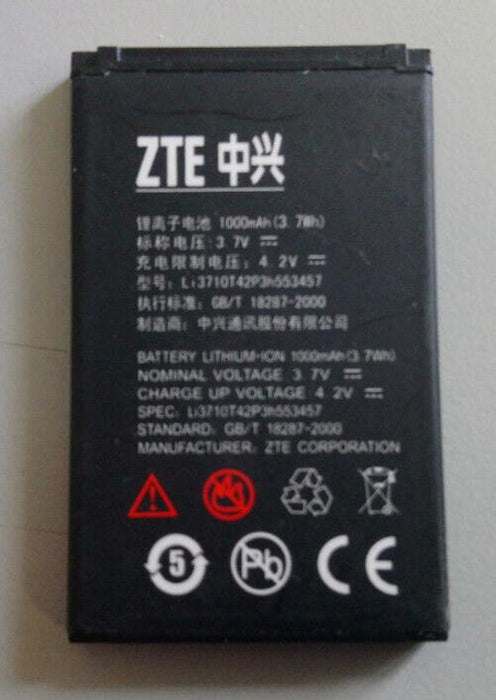 ZTE 中兴
锂离子电池 1000mAh(3.7Wh)
标称电压:3.7V ⎓
充电限制电压: 4.2V ⎓
型号: Li3710T42P3h553457
执行标准: GB/T 18287-2000
制造商: 中兴通讯股份有限公司
BATTERY LITHIUM-ION 1000mAh(3.7Wh)
NOMINAL VOLTAGE 3.7V ⎓
CHARGE UP VOLTAGE 4.2V ⎓
SPEC: Li3710T42P3h553457
STANDARD: GB/T 18287-2000
MANUFACTURER: ZTE CORPORATION
5 Pb CE